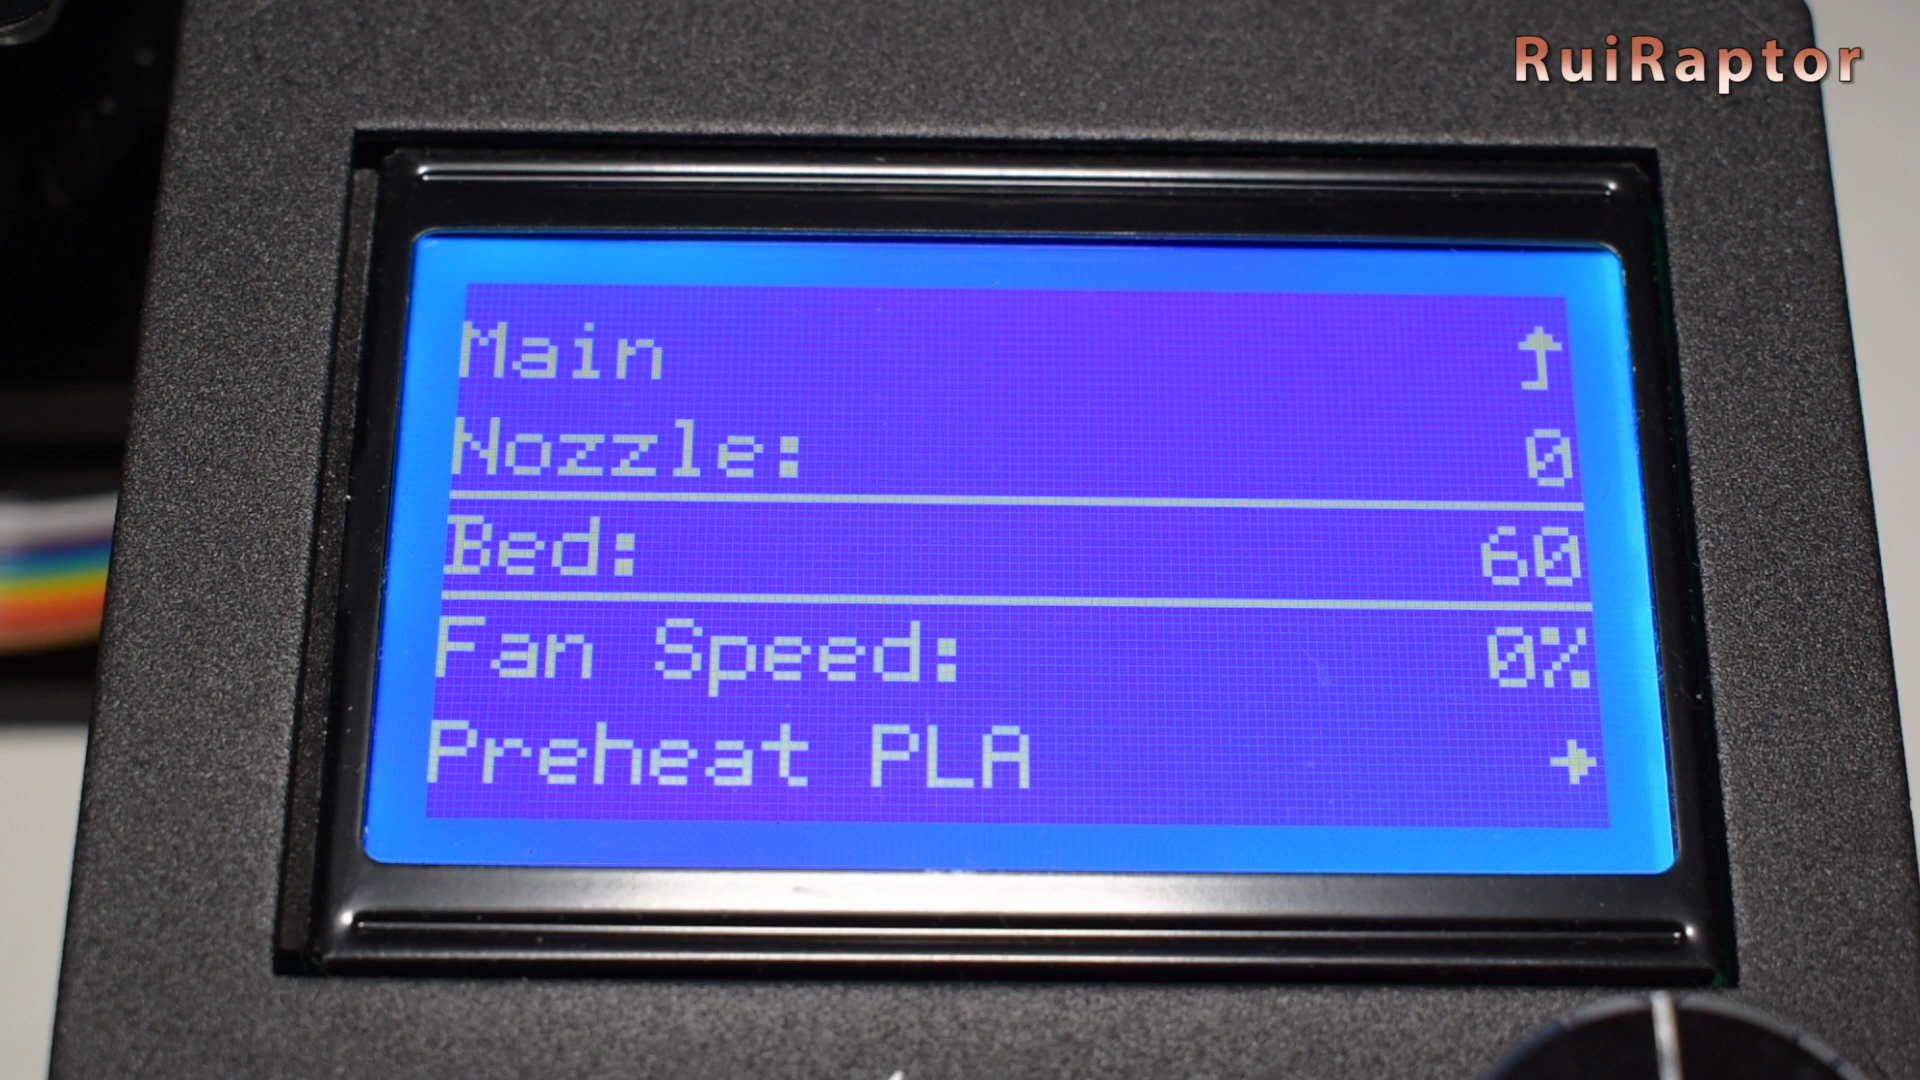 RuiRaptor
Main
Nozzle: 0
Bed: 60
Fan Speed: 0%
Preheat PLA